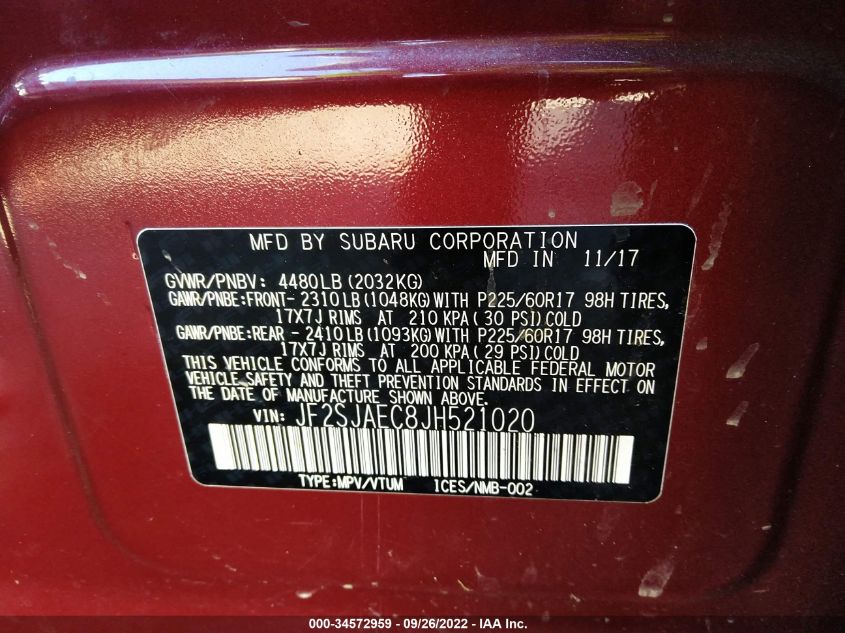 MFD BY SUBARU CORPORATION
MFD IN 11/17
GVWR/PNBV: 4480LB (2032KG)
GAWR/PNBE:FRONT- 2310LB (1048KG) WITH P225/60R17 98H TIRES,
17X7J RIMS AT 210 KPA (30 PSI) COLD
GAWR/PNBE:REAR - 2410LB (1093KG) WITH P225/60R17 98H TIRES,
17X7J RIMS AT 200 KPA (29 PSI) COLD
THIS VEHICLE CONFORMS TO ALL APPLICABLE FEDERAL MOTOR
VEHICLE SAFETY AND THEFT PREVENTION STANDARDS IN EFFECT ON
THE DATE OF MANUFACTURE SHOWN ABOVE.
VIN: JF2SJAEC8JH521020
TYPE:MPV/VTUM ICES/NMB-002
000-34572959 - 09/26/2022 - IAA Inc.